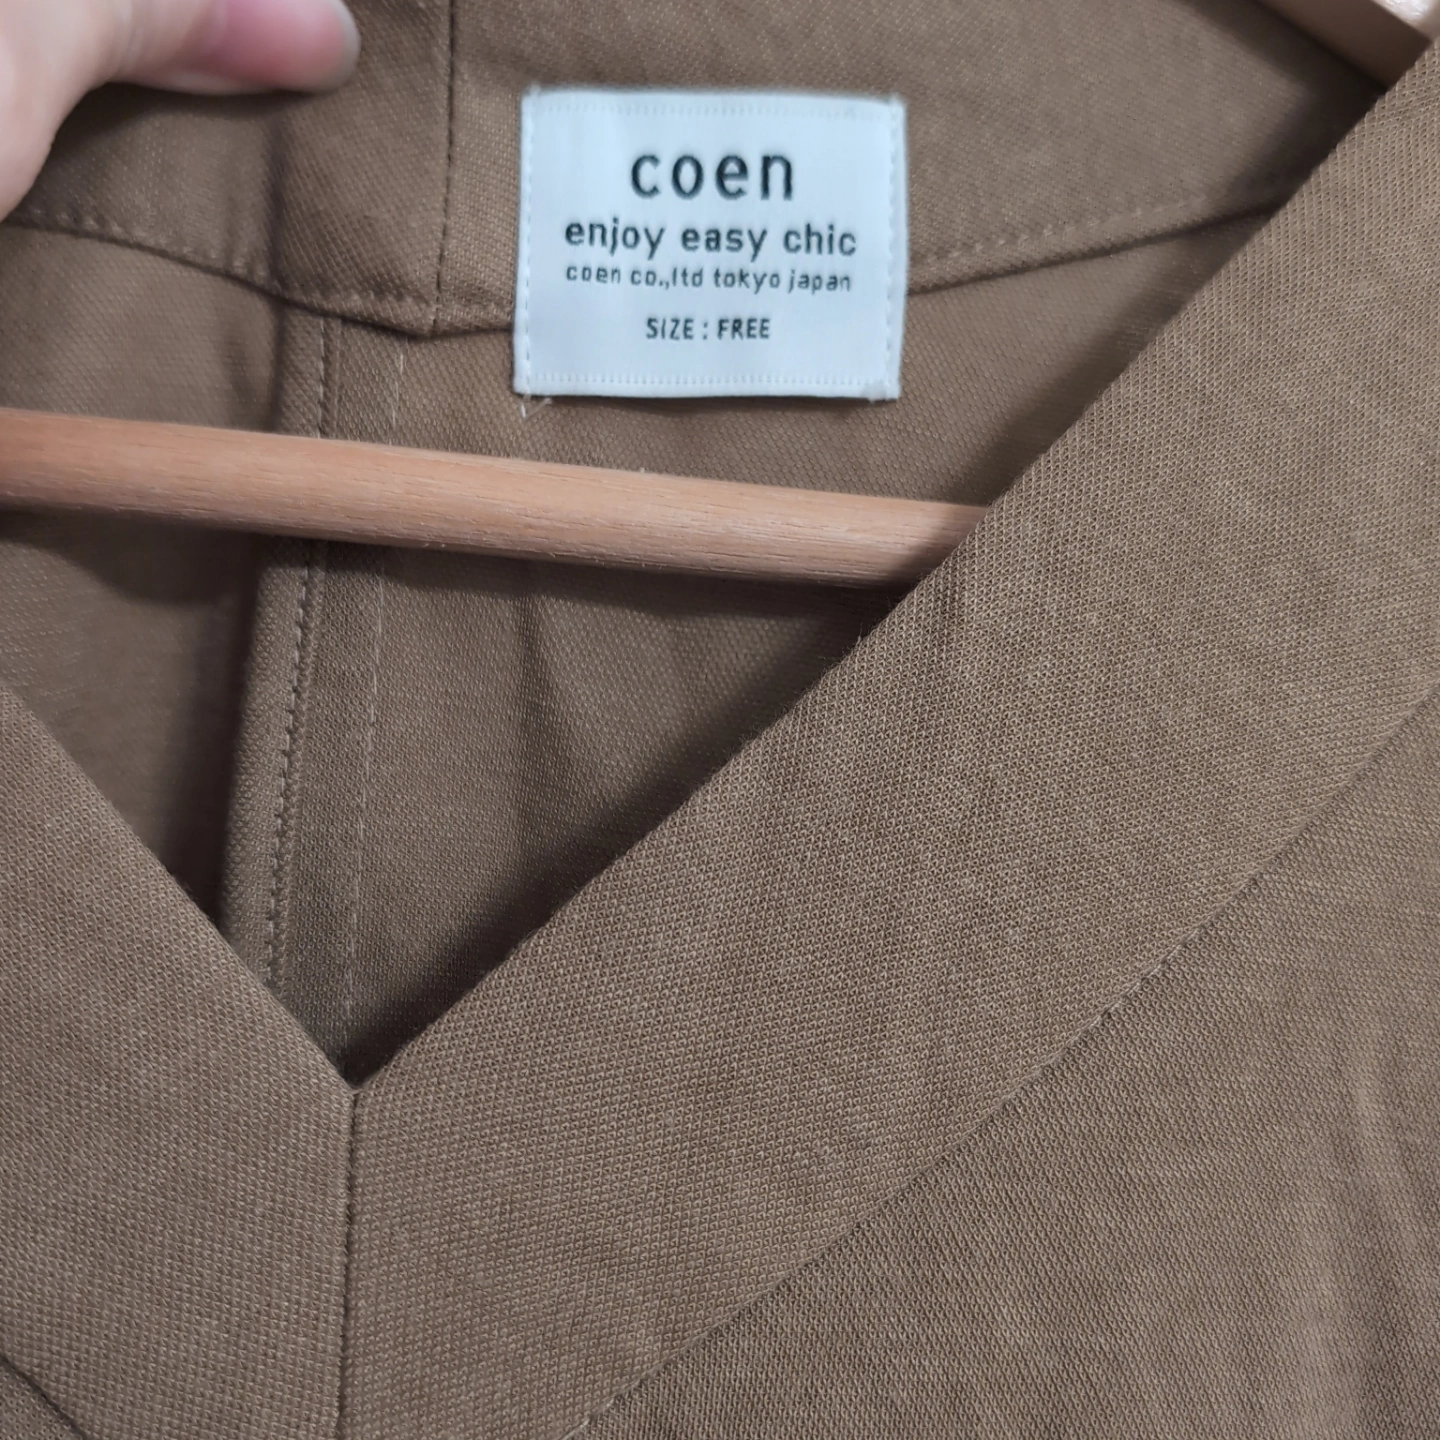 coen
enjoy easy chic
coen co.,ltd tokyo japan
SIZE : FREE